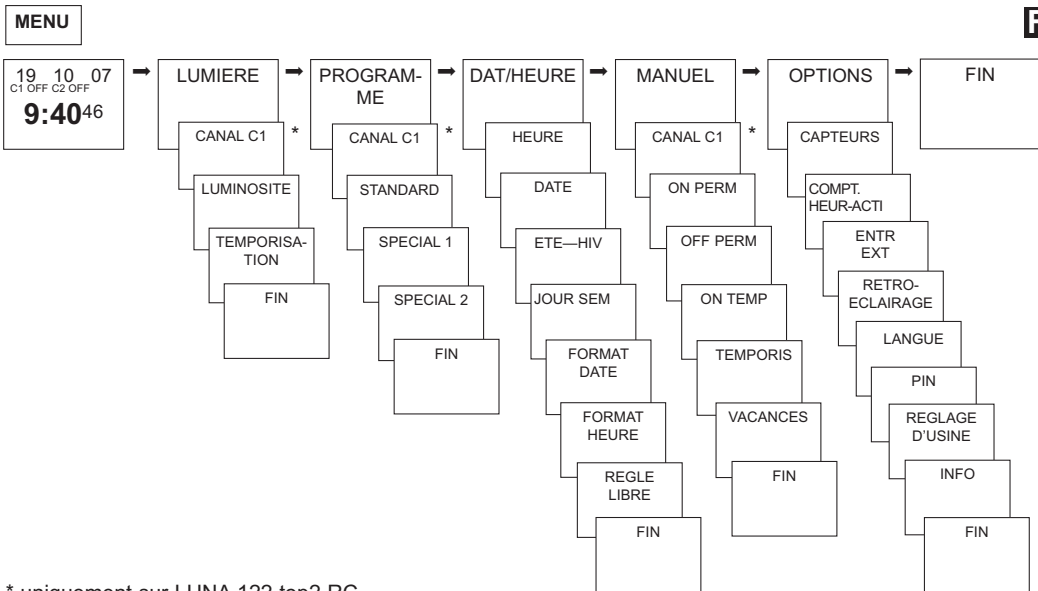 MENU
F
19 10 07
C1 OFF C2 OFF
9:40 46
LUMIERE
CANAL C1
*
LUMINOSITE
TEMPORISA-
TION
FIN
PROGRAM-
ME
CANAL C1
*
STANDARD
SPECIAL 1
SPECIAL 2
FIN
DAT/HEURE
HEURE
DATE
ETE—HIV
JOUR SEM
FORMAT
DATE
FORMAT
HEURE
REGLE
LIBRE
FIN
MANUEL
CANAL C1
*
ON PERM
OFF PERM
ON TEMP
TEMPORIS
VACANCES
FIN
OPTIONS
CAPTEURS
COMPT.
HEUR-ACTI
ENTR
EXT
RETRO-
ECLAIRAGE
LANGUE
PIN
REGLAGE
D'USINE
INFO
FIN
FIN
* uniquement sur LUNA 122 top2 RC